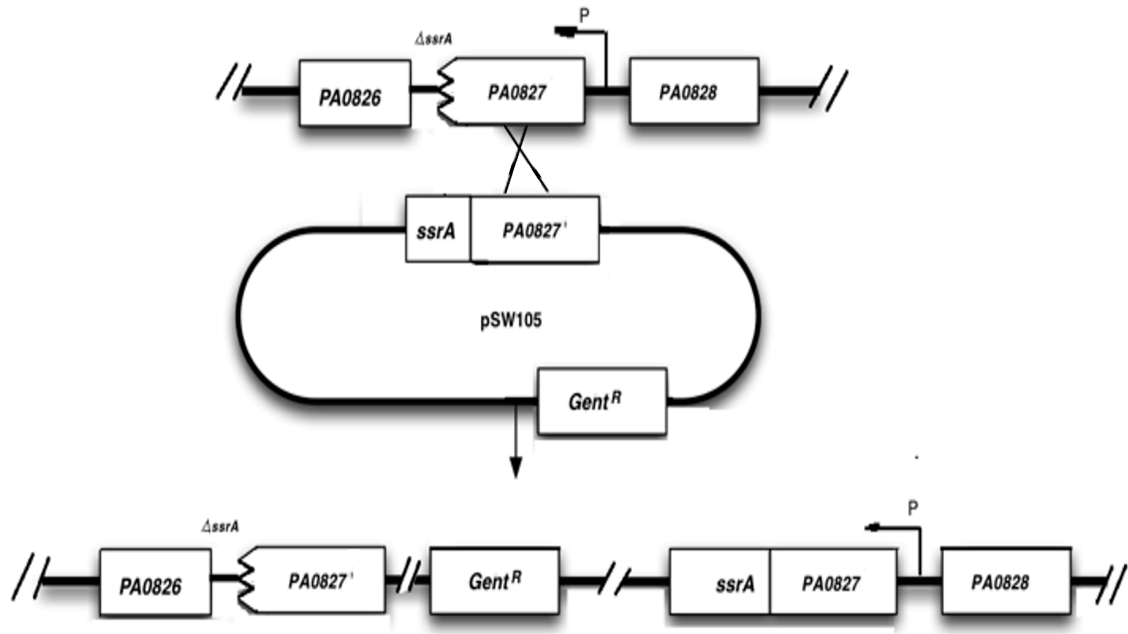 P
ΔssrA
PA0826 PA0827 PA0828
ssrA PA0827'
pSW105
Gent R
P
ΔssrA
PA0826 PA0827' Gent R ssrA PA0827 PA0828